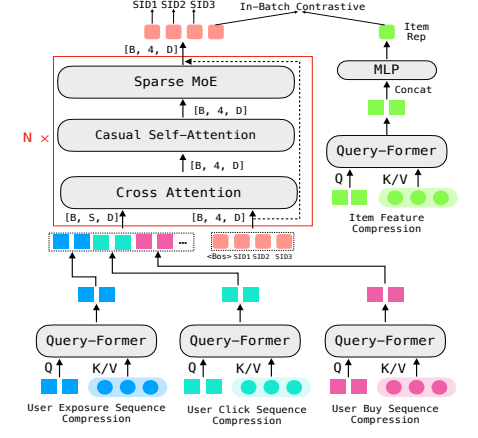 SID1 SID2 SID3
In-Batch Contrastive
Item
Rep
[B, 4, D]
MLP
Sparse MoE
Concat
[B, 4, D]
N ×
Casual Self-Attention
Query-Former
[B, 4, D]
Q K/V
Cross Attention
[B, S, D] [B, 4, D]
Item Feature
Compression
...
<Bos> SID1 SID2 SID3
Query-Former Query-Former Query-Former
Q K/V Q K/V Q K/V
User Exposure Sequence
Compression
User Click Sequence
Compression
User Buy Sequence
Compression